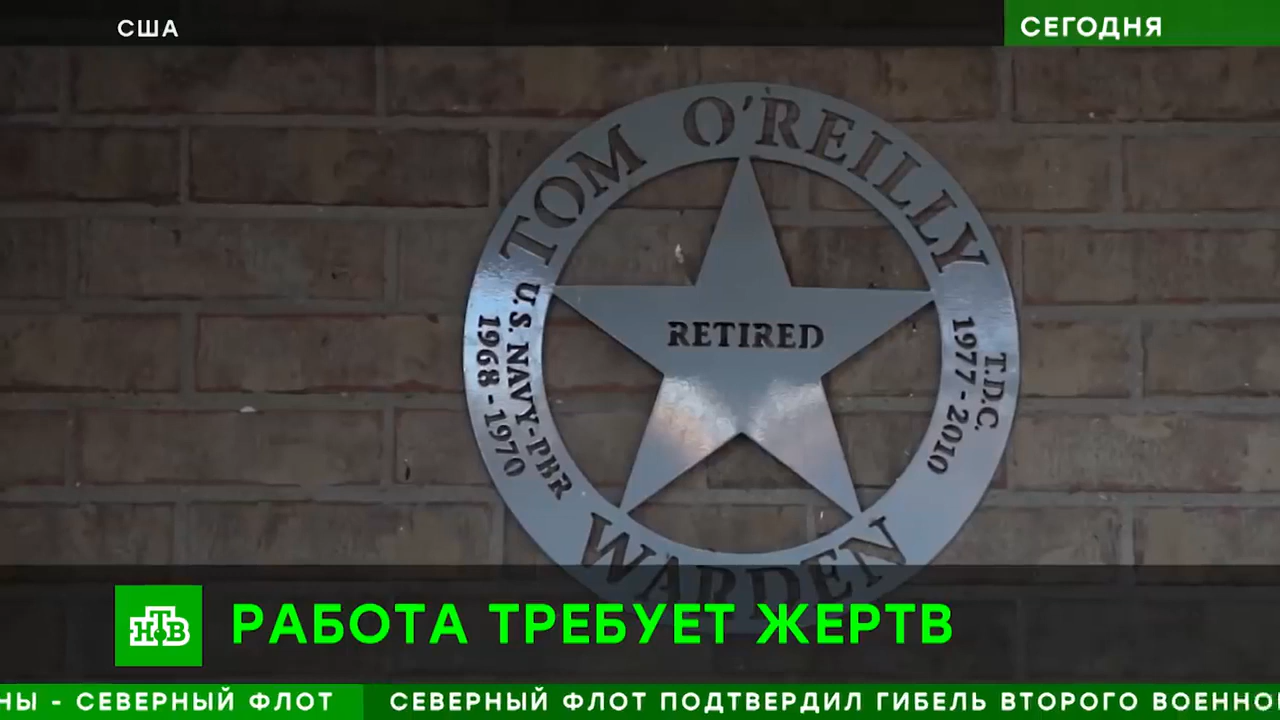 США
СЕГОДНЯ
TOM O'REILLY
RETIRED
U.S. NAVY-PBR
1968 - 1970
T.D.C.
1977 - 2010
WARDEN
НТВ
РАБОТА ТРЕБУЕТ ЖЕРТВ
НЫ - СЕВЕРНЫЙ ФЛОТ
СЕВЕРНЫЙ ФЛОТ ПОДТВЕРДИЛ ГИБЕЛЬ ВТОРОГО ВОЕННО